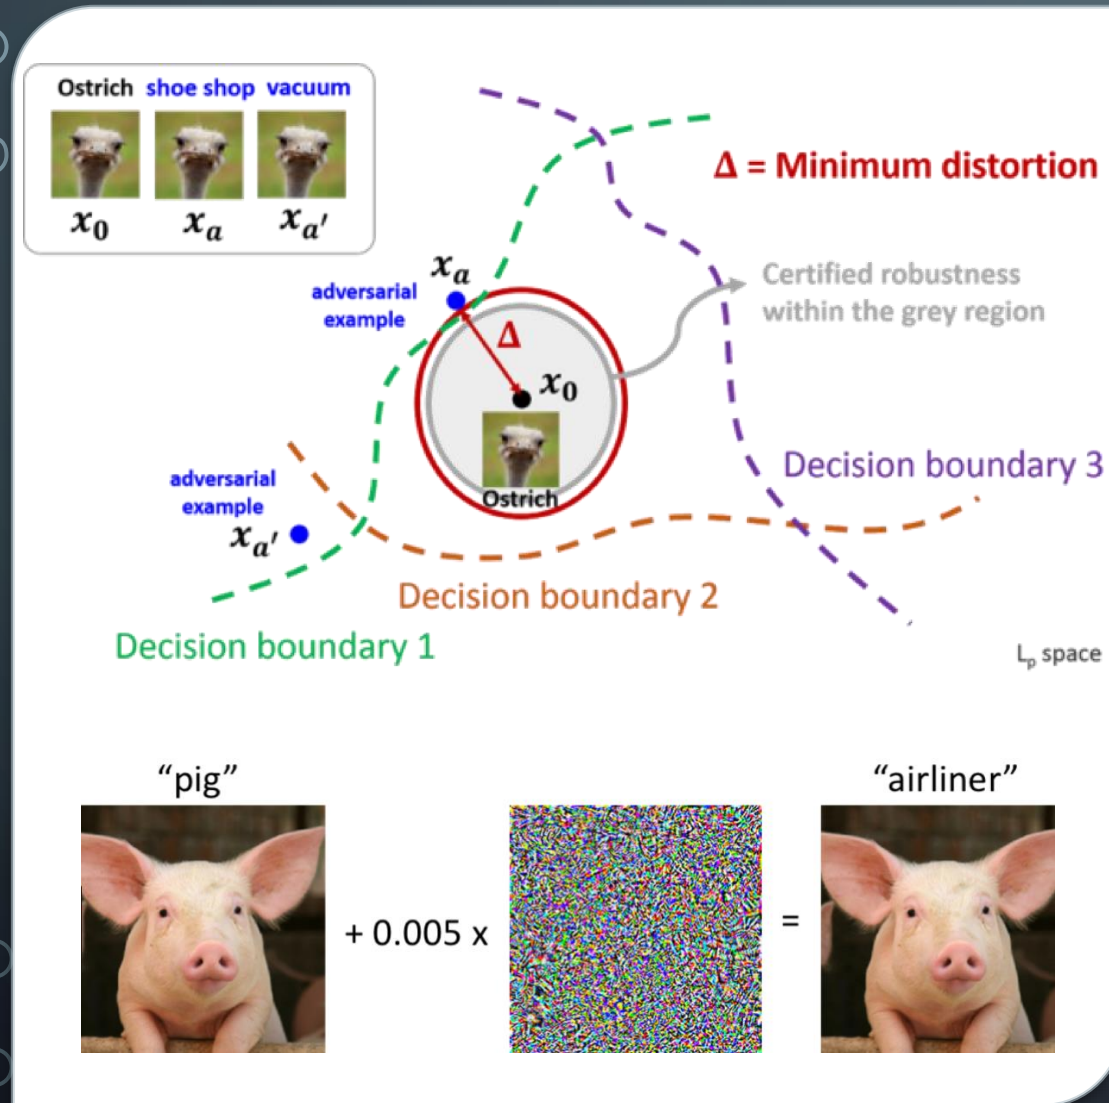 Ostrich shoe shop vacuum
x₀ xₐ xₐ′
Δ = Minimum distortion
xₐ
adversarial
example
Δ
x₀
Certified robustness
within the grey region
Ostrich
Decision boundary 3
adversarial
example
xₐ′
Decision boundary 2
Decision boundary 1
Lₚ space
“pig”
“airliner”
+ 0.005 x
=